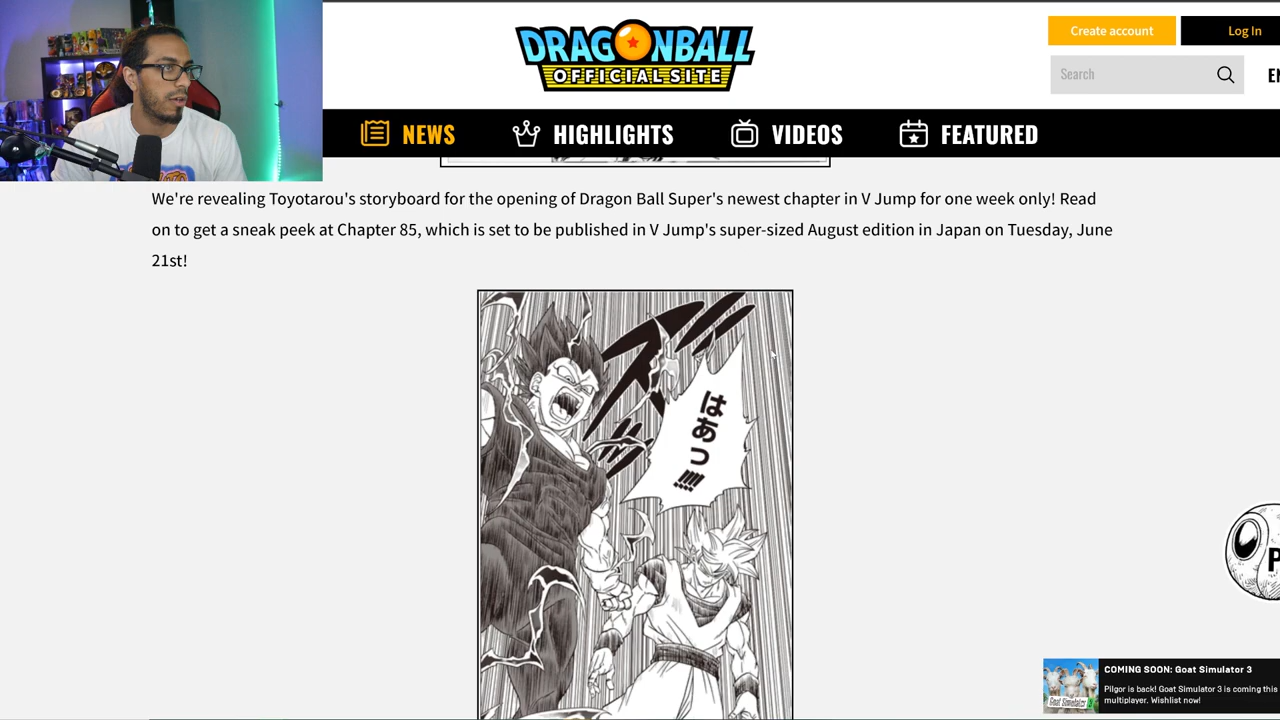 DRAGONBALL
OFFICIAL SITE
Create account
Log In
Search
EN
NEWS
HIGHLIGHTS
VIDEOS
FEATURED
We're revealing Toyotarou's storyboard for the opening of Dragon Ball Super's newest chapter in V Jump for one week only! Read
on to get a sneak peek at Chapter 85, which is set to be published in V Jump's super-sized August edition in Japan on Tuesday, June
21st!
はあっ!!!!
P
COMING SOON: Goat Simulator 3
Pilgor is back! Goat Simulator 3 is coming this
multiplayer. Wishlist now!
Goat Simulator 3